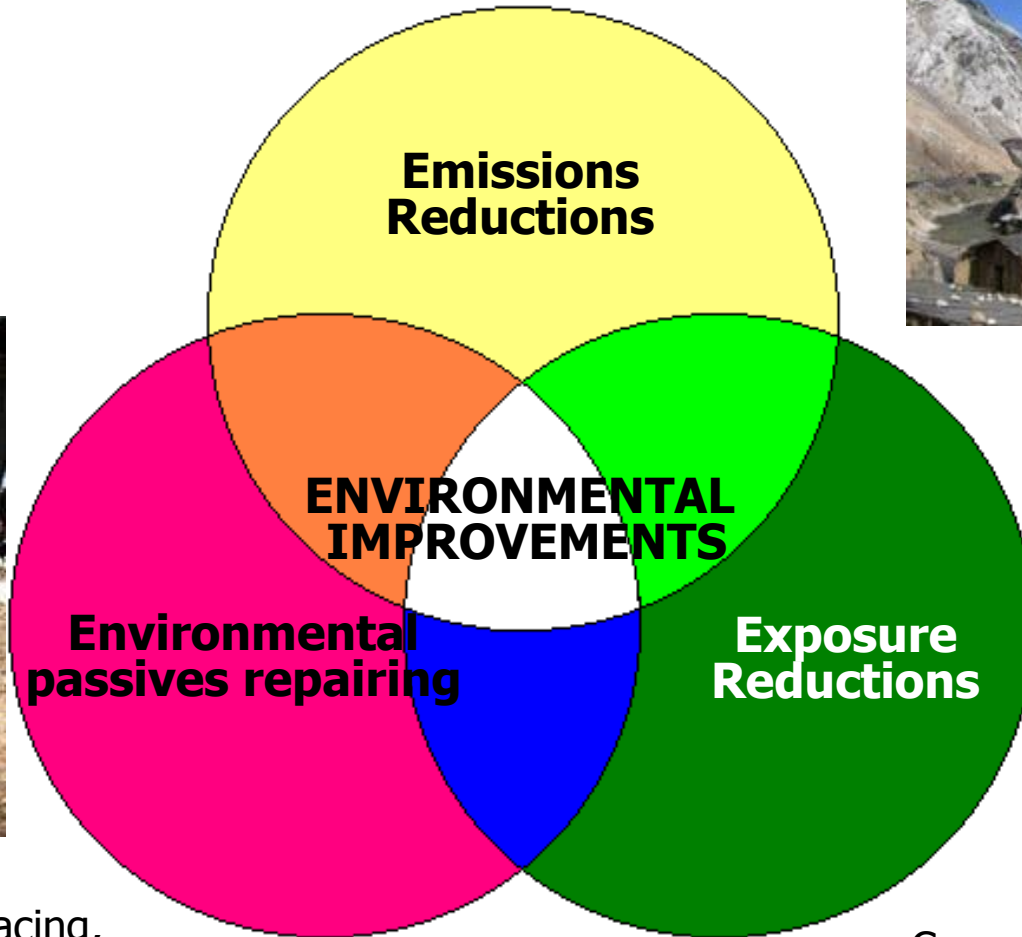 Emissions
Reductions
ENVIRONMENTAL
IMPROVEMENTS
Environmental
passives repairing
Exposure
Reductions